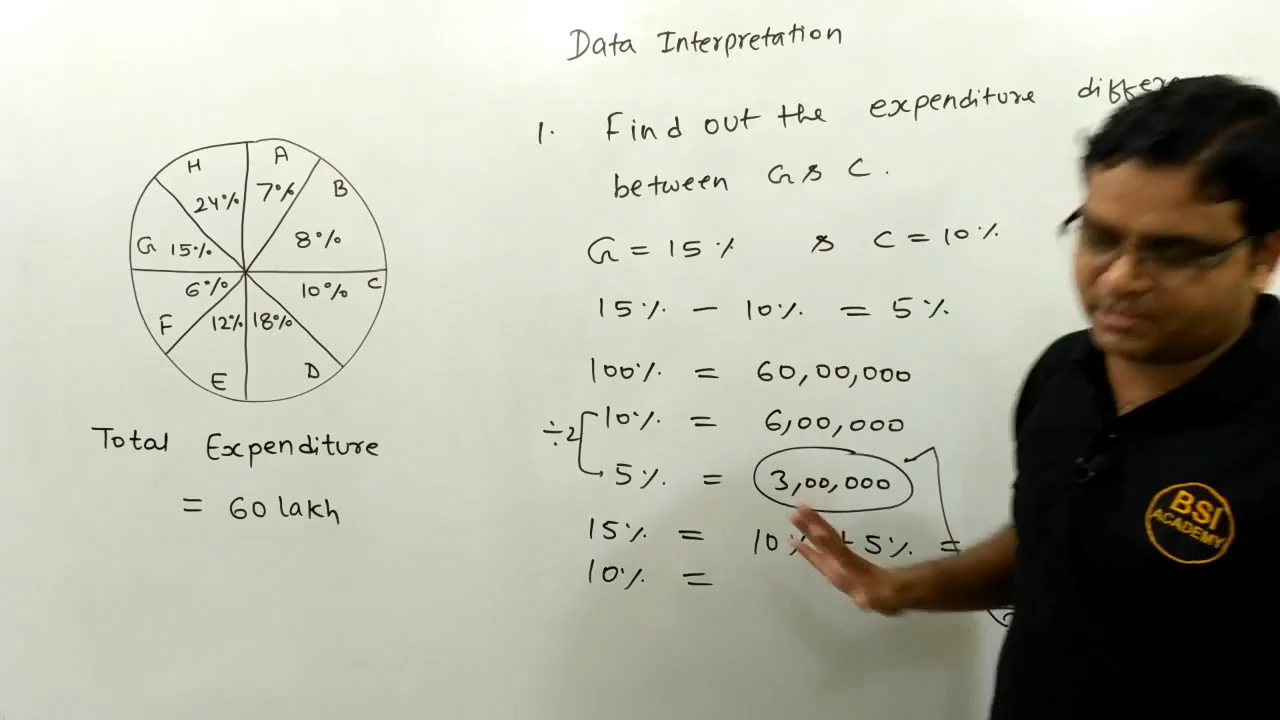 Data Interpretation
1. Find out the expenditure
between G & C.
G = 15% & C = 10%
15% - 10% = 5%
100% = 60,00,000
÷2 10% = 6,00,000
5% = 3,00,000
15% = 10% + 5% =
10% =
H A
24% 7% B
G 15% 8%
6% 10% C
F 12% 18%
E D
Total Expenditure
= 60 lakh
BSI
ACADEMY